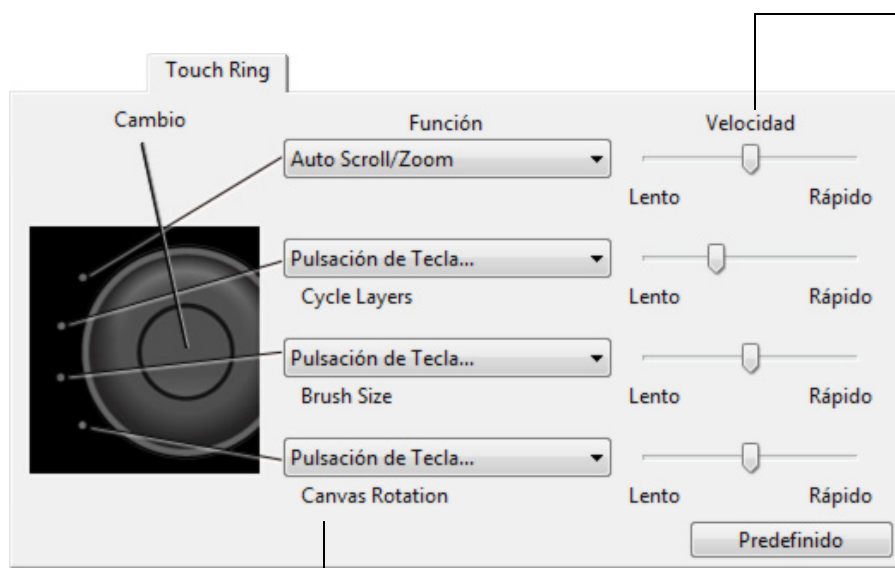 Touch Ring
Cambio Función Velocidad
Auto Scroll/Zoom
Lento Rápido
Pulsación de Tecla...
Cycle Layers Lento Rápido
Pulsación de Tecla...
Brush Size Lento Rápido
Pulsación de Tecla...
Canvas Rotation Lento Rápido
Predefinido